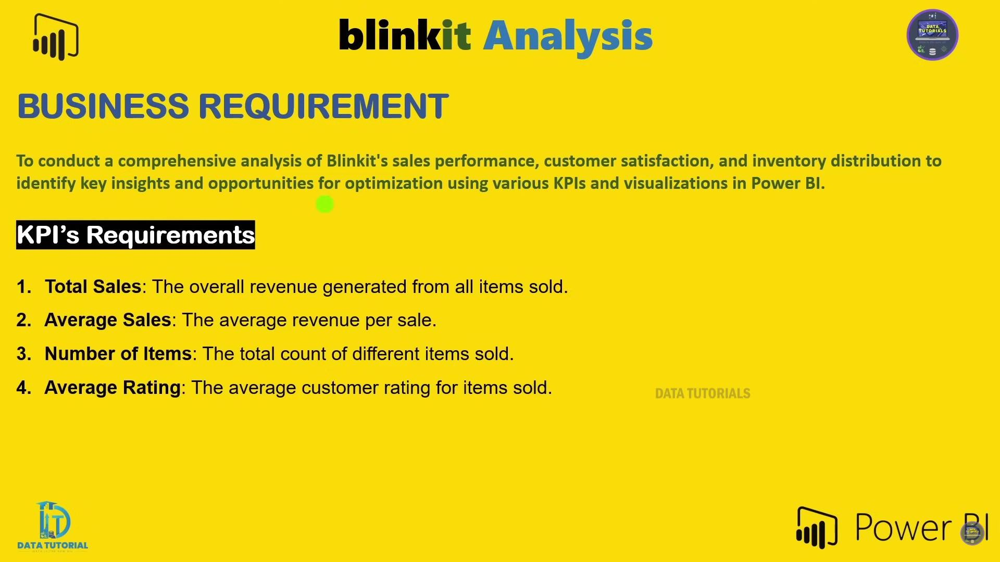 blinkit Analysis
DATA
TUTORIALS
BUSINESS REQUIREMENT
To conduct a comprehensive analysis of Blinkit's sales performance, customer satisfaction, and inventory distribution to
identify key insights and opportunities for optimization using various KPIs and visualizations in Power BI.
KPI’s Requirements
1. Total Sales: The overall revenue generated from all items sold.
2. Average Sales: The average revenue per sale.
3. Number of Items: The total count of different items sold.
4. Average Rating: The average customer rating for items sold.
DATA TUTORIALS
DATA TUTORIAL
Power BI